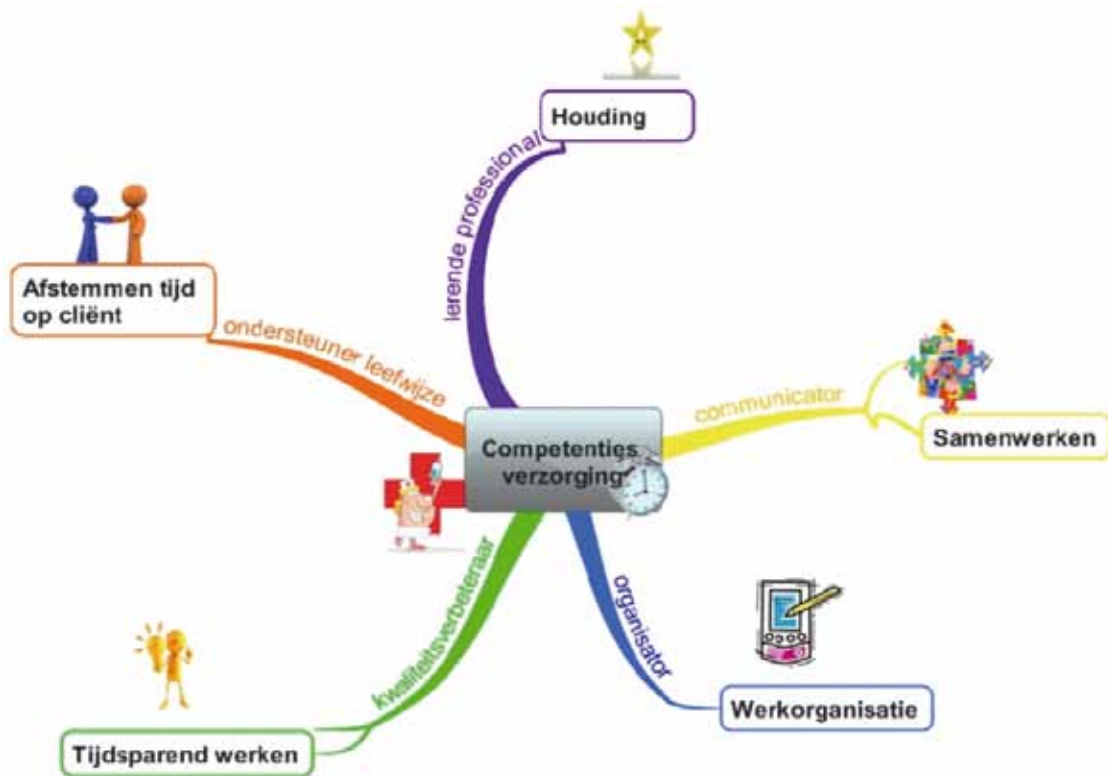 Houding
lerende professional
Afstemmen tijd
op cliënt
ondersteuner leefwijze
communicator
Samenwerken
Competenties
verzorging
kwaliteitsverbeteraar
organisator
Werkorganisatie
Tijdsparend werken